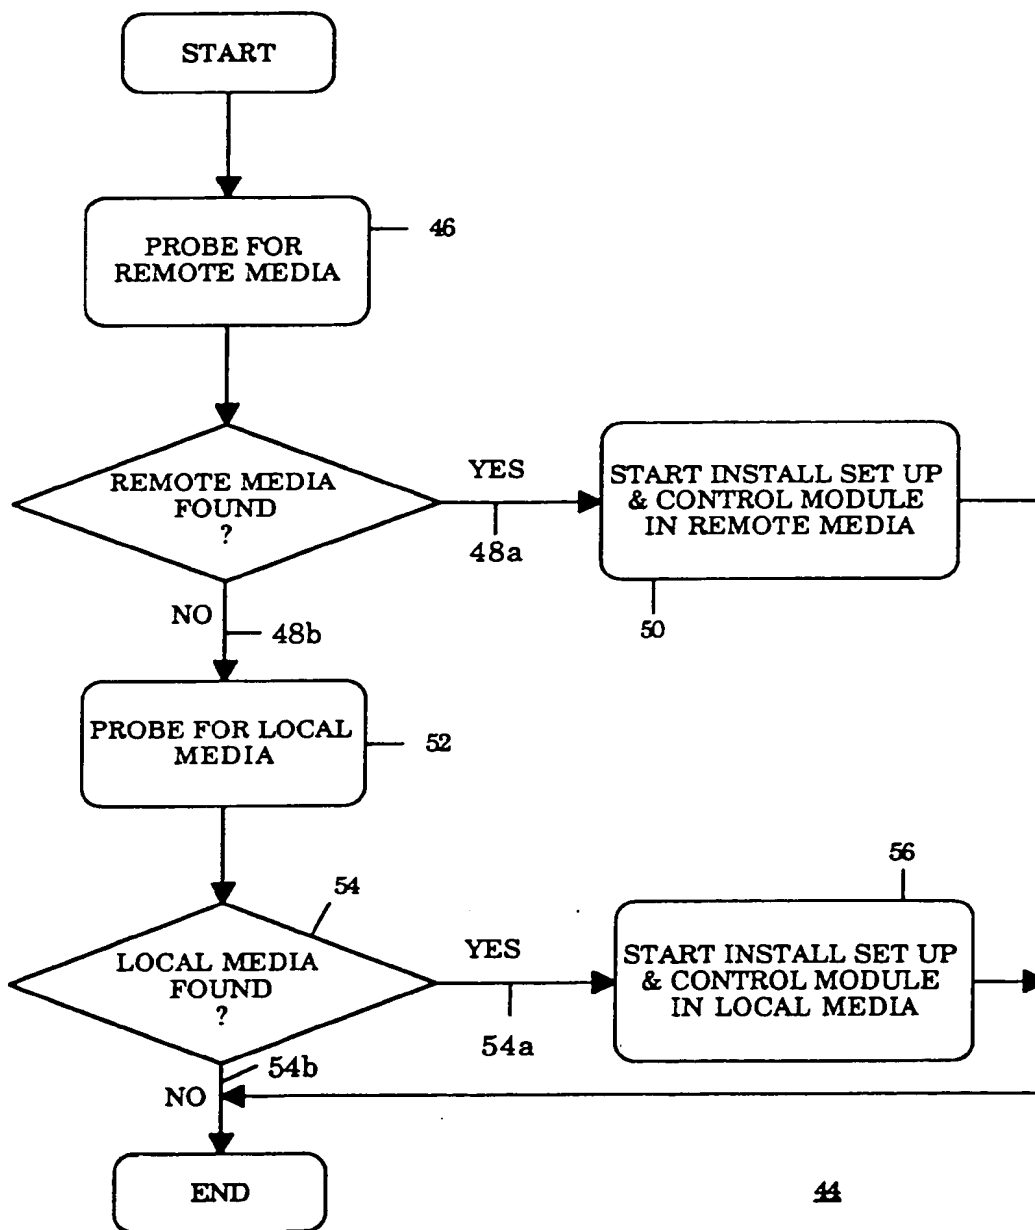 START
PROBE FOR
REMOTE MEDIA
46
REMOTE MEDIA
FOUND
?
YES
48a
START INSTALL SET UP
& CONTROL MODULE
IN REMOTE MEDIA
50
NO
48b
PROBE FOR LOCAL
MEDIA
52
54
LOCAL MEDIA
FOUND
?
YES
54a
56
START INSTALL SET UP
& CONTROL MODULE
IN LOCAL MEDIA
54b
NO
END
44